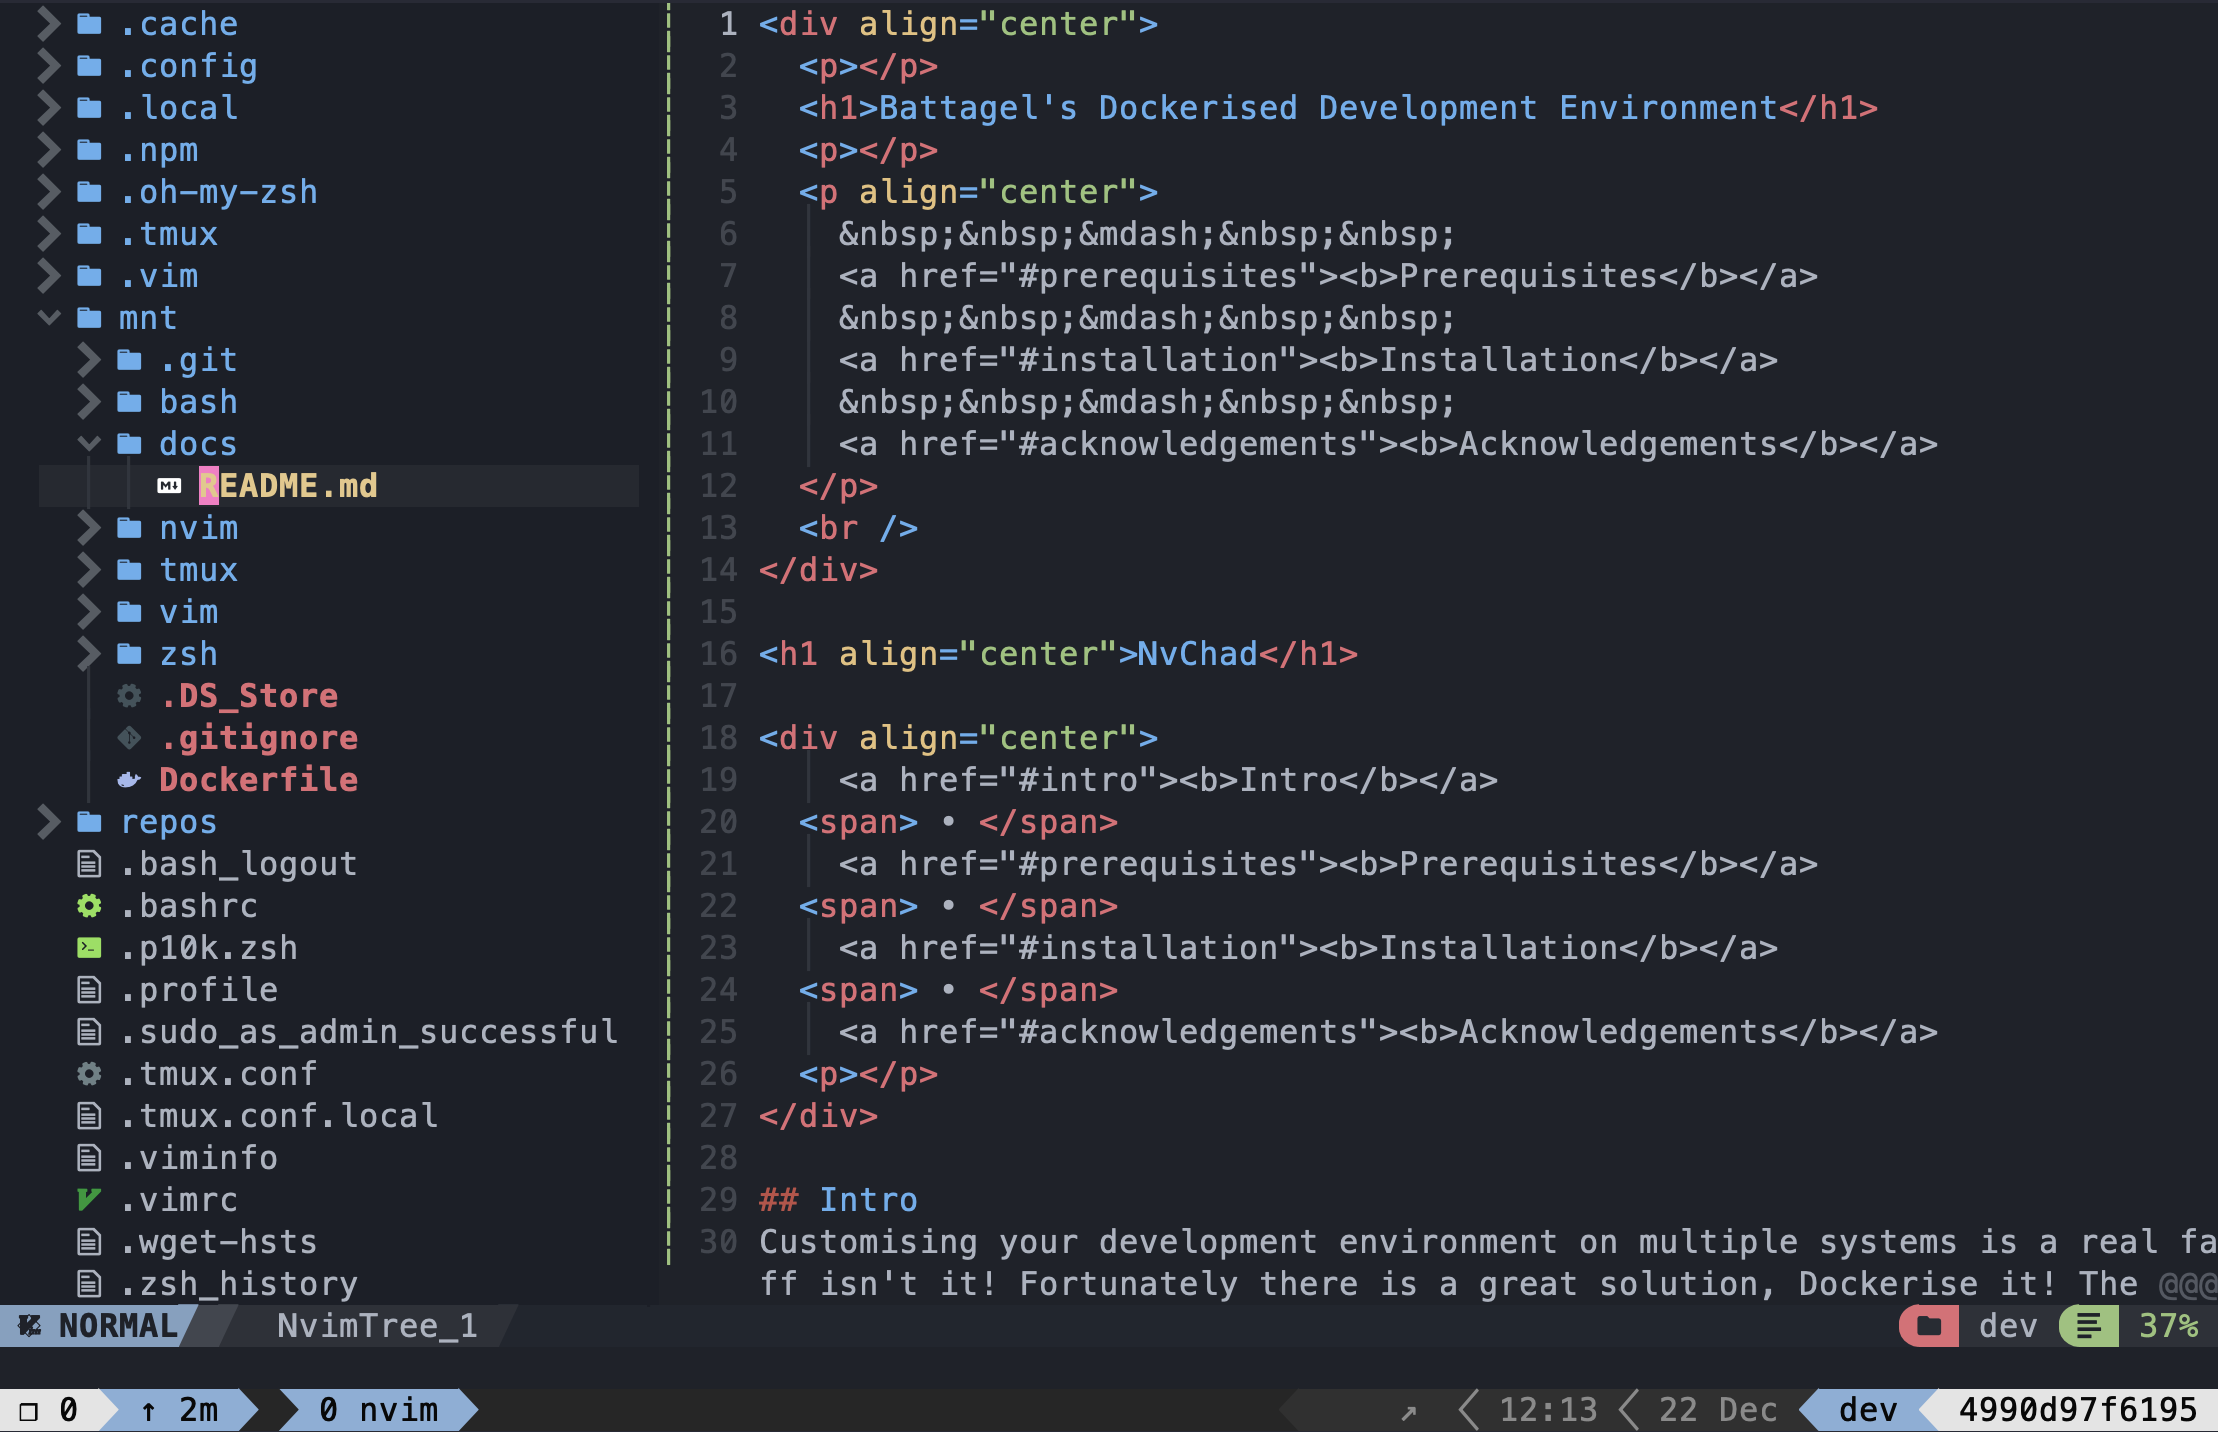 .cache
.config
.local
.npm
.oh-my-zsh
.tmux
.vim
mnt
.git
bash
docs
README.md
nvim
tmux
vim
zsh
.DS_Store
.gitignore
Dockerfile
repos
.bash_logout
.bashrc
.p10k.zsh
.profile
.sudo_as_admin_successful
.tmux.conf
.tmux.conf.local
.viminfo
.vimrc
.wget-hsts
.zsh_history
1 <div align="center">
2 <p></p>
3 <h1>Battagel's Dockerised Development Environment</h1>
4 <p></p>
5 <p align="center">
6 &nbsp;&nbsp;&mdash;&nbsp;&nbsp;
7 <a href="#prerequisites"><b>Prerequisites</b></a>
8 &nbsp;&nbsp;&mdash;&nbsp;&nbsp;
9 <a href="#installation"><b>Installation</b></a>
10 &nbsp;&nbsp;&mdash;&nbsp;&nbsp;
11 <a href="#acknowledgements"><b>Acknowledgements</b></a>
12 </p>
13 <br />
14 </div>
15
16 <h1 align="center">NvChad</h1>
17
18 <div align="center">
19 <a href="#intro"><b>Intro</b></a>
20 <span> • </span>
21 <a href="#prerequisites"><b>Prerequisites</b></a>
22 <span> • </span>
23 <a href="#installation"><b>Installation</b></a>
24 <span> • </span>
25 <a href="#acknowledgements"><b>Acknowledgements</b></a>
26 <p></p>
27 </div>
28
29 ## Intro
30 Customising your development environment on multiple systems is a real fa
ff isn't it! Fortunately there is a great solution, Dockerise it! The @@@
NORMAL NvimTree_1 dev 37%
❐ 0 ↑ 2m 0 nvim ↗ 12:13 22 Dec dev 4990d97f6195